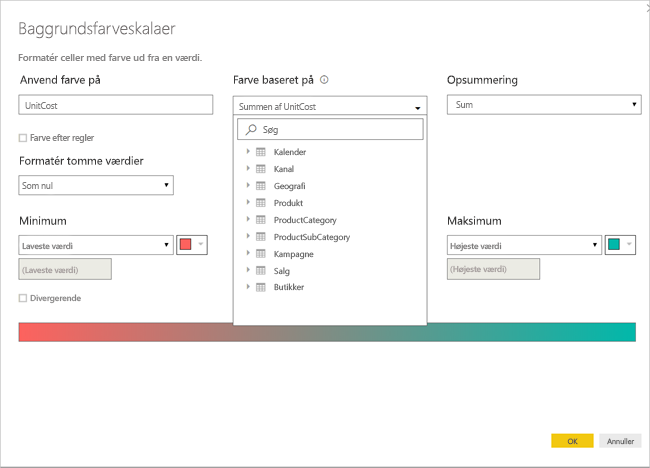 Baggrundsfarveskalaer
Formatér celler med farve ud fra en værdi.
Anvend farve på
Farve baseret på
Opsummering
UnitCost
Summen af UnitCost
Sum
Farve efter regler
Søg
Formatér tomme værdier
Som nul
Kalender
Kanal
Geografi
Produkt
ProductCategory
ProductSubCategory
Kampagne
Salg
Butikker
Minimum
Maksimum
Laveste værdi
Højeste værdi
(Laveste værdi)
(Højeste værdi)
Divergerende
OK
Annuller